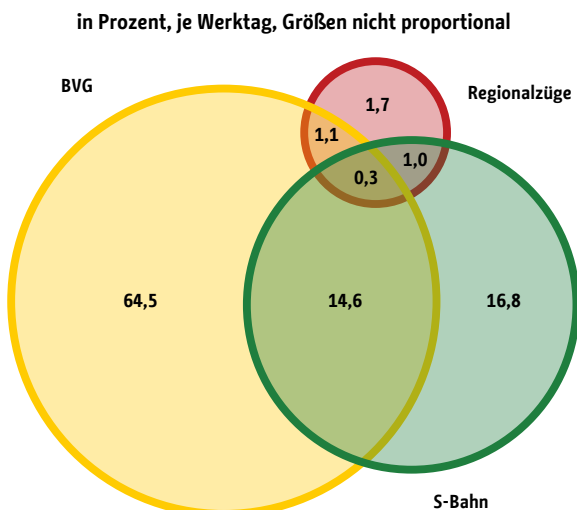 in Prozent, je Werktag, Größen nicht proportional
BVG
Regionalzüge
1,7
1,1
1,0
0,3
64,5
14,6
16,8
S-Bahn